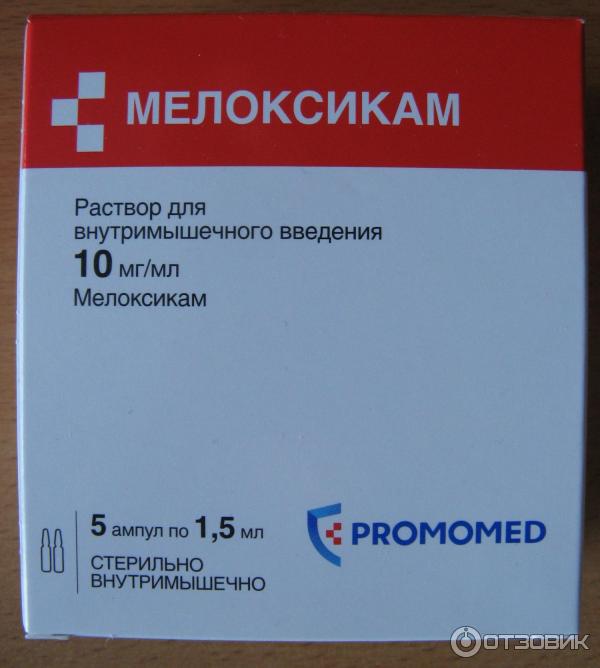 МЕЛОКСИКАМ
Раствор для
внутримышечного введения
10 мг/мл
Мелоксикам
5 ампул по 1,5 мл
СТЕРИЛЬНО
ВНУТРИМЫШЕЧНО
PROMOMED
ОТЗОВИК